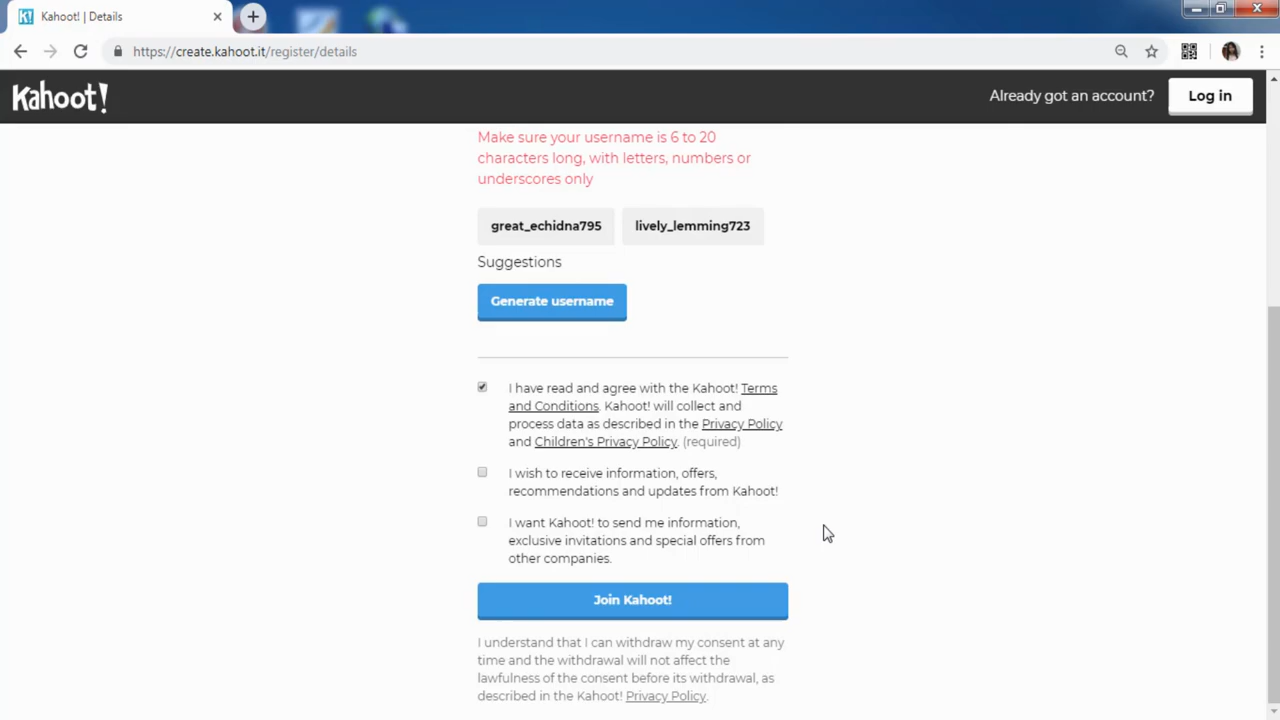 Kahoot! | Details
https://create.kahoot.it/register/details
Kahoot!
Already got an account?
Log in
Make sure your username is 6 to 20
characters long, with letters, numbers or
underscores only
great_echidna795
lively_lemming723
Suggestions
Generate username
I have read and agree with the Kahoot! Terms
and Conditions. Kahoot! will collect and
process data as described in the Privacy Policy
and Children's Privacy Policy. (required)
I wish to receive information, offers,
recommendations and updates from Kahoot!
I want Kahoot! to send me information,
exclusive invitations and special offers from
other companies.
Join Kahoot!
I understand that I can withdraw my consent at any
time and the withdrawal will not affect the
lawfulness of the consent before its withdrawal, as
described in the Kahoot! Privacy Policy.